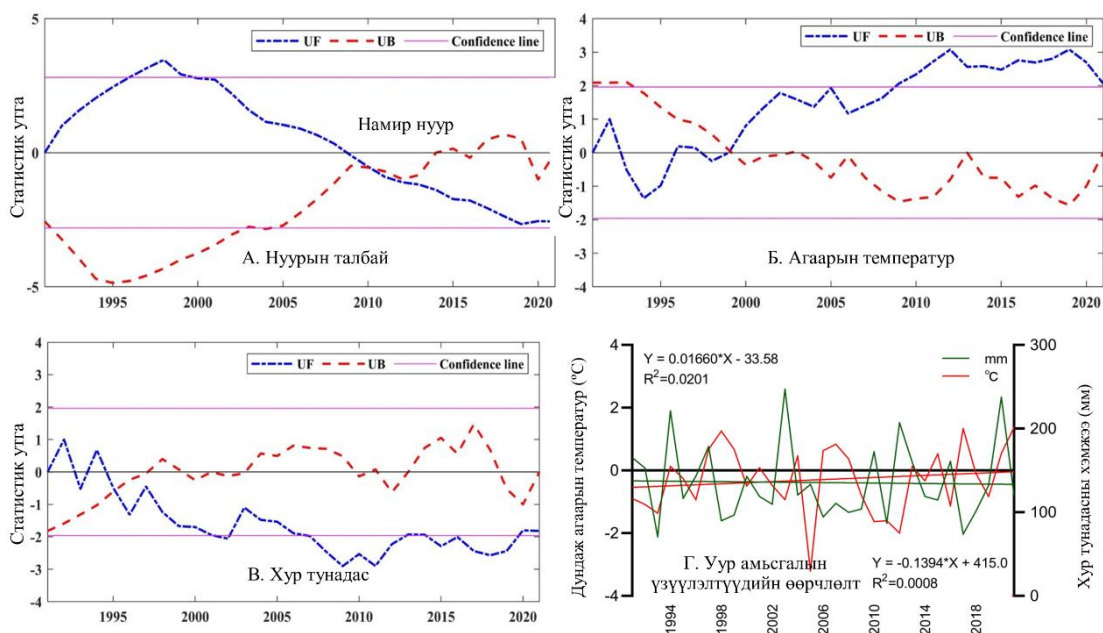 5
0
-5
Статистик утга
UF UB Confidence line
Намир нуур
А. Нуурын талбай
1995 2000 2005 2010 2015 2020
4
3
2
1
0
-1
-2
-3
-4
Статистик утга
UF UB Confidence line
Б. Агаарын температур
1995 2000 2005 2010 2015 2020
4
3
2
1
0
-1
-2
-3
-4
Статистик утга
UF UB Confidence line
В. Хур тунадас
1995 2000 2005 2010 2015 2020
4
2
0
-2
-4
Дундаж агаарын температур (°C)
Y = 0.01660*X - 33.58
R²=0.0201
mm
°C
Г. Уур амьсгалын
үзүүлэлтүүдийн өөрчлөлт
Y = -0.1394*X + 415.0
R²=0.0008
300
200
100
0
Хур тунадасны хэмжээ (мм)
1994 1998 2002 2006 2010 2014 2018